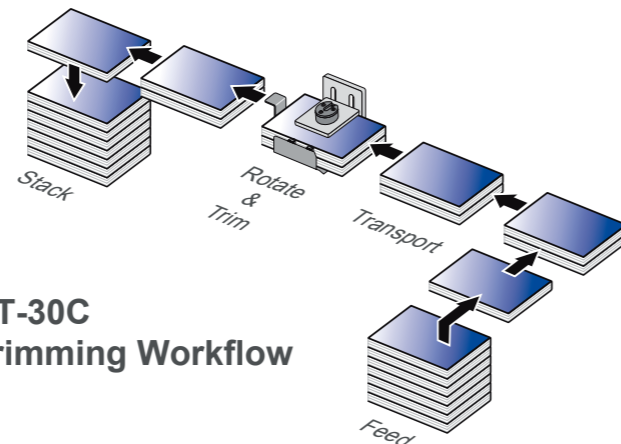 Stack
Rotate
&
Trim
Transport
T-30C
rimming Workflow
Feed